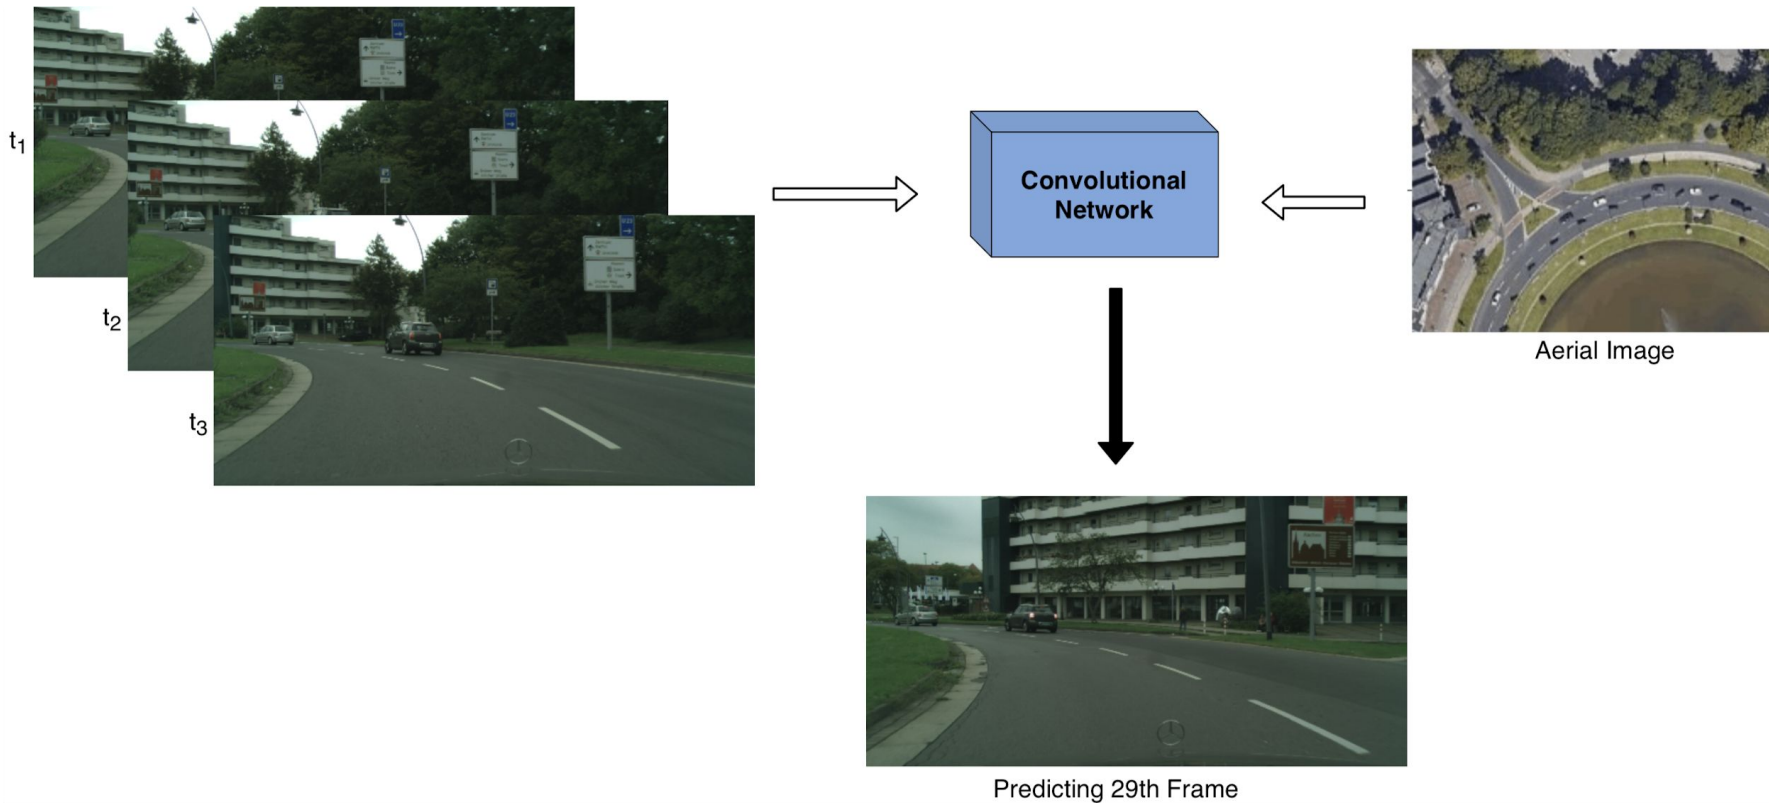 t1
t2
t3
Convolutional
Network
Aerial Image
Predicting 29th Frame